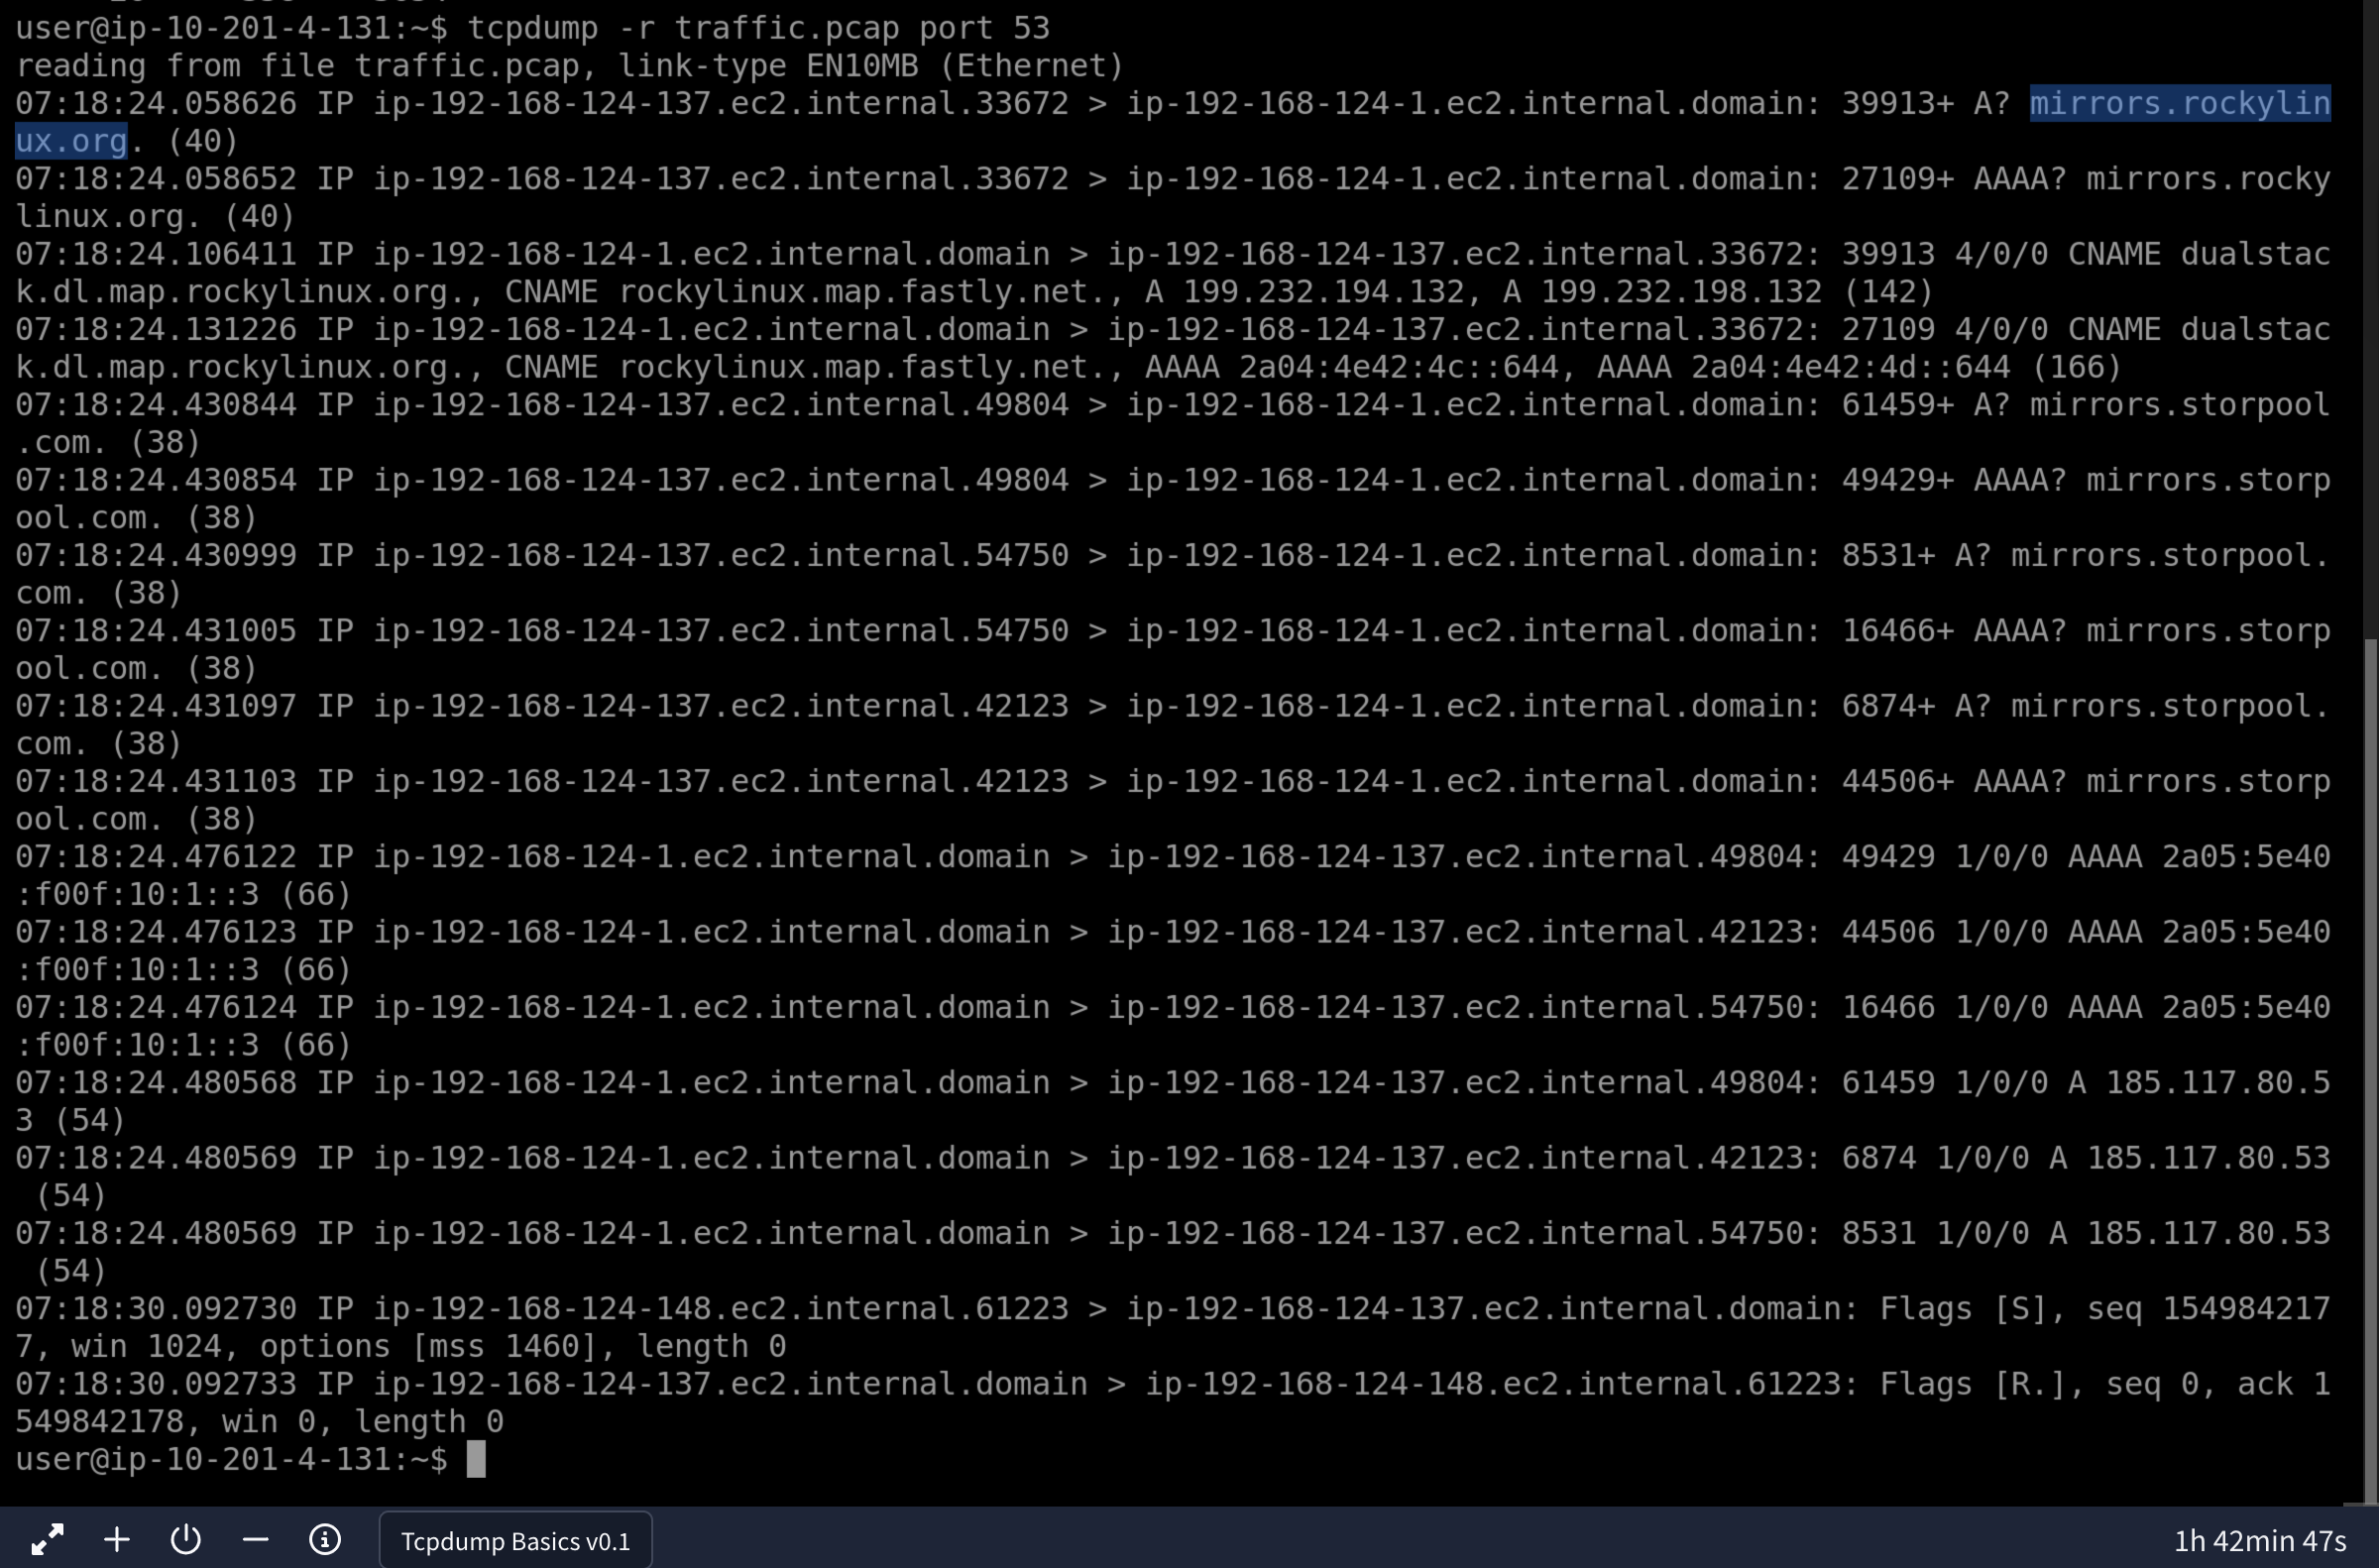 user@ip-10-201-4-131:~$ tcpdump -r traffic.pcap port 53
reading from file traffic.pcap, link-type EN10MB (Ethernet)
07:18:24.058626 IP ip-192-168-124-137.ec2.internal.33672 > ip-192-168-124-1.ec2.internal.domain: 39913+ A? mirrors.rockylin
ux.org. (40)
07:18:24.058652 IP ip-192-168-124-137.ec2.internal.33672 > ip-192-168-124-1.ec2.internal.domain: 27109+ AAAA? mirrors.rocky
linux.org. (40)
07:18:24.106411 IP ip-192-168-124-1.ec2.internal.domain > ip-192-168-124-137.ec2.internal.33672: 39913 4/0/0 CNAME dualstac
k.dl.map.rockylinux.org., CNAME rockylinux.map.fastly.net., A 199.232.194.132, A 199.232.198.132 (142)
07:18:24.131226 IP ip-192-168-124-1.ec2.internal.domain > ip-192-168-124-137.ec2.internal.33672: 27109 4/0/0 CNAME dualstac
k.dl.map.rockylinux.org., CNAME rockylinux.map.fastly.net., AAAA 2a04:4e42:4c::644, AAAA 2a04:4e42:4d::644 (166)
07:18:24.430844 IP ip-192-168-124-137.ec2.internal.49804 > ip-192-168-124-1.ec2.internal.domain: 61459+ A? mirrors.storpool
.com. (38)
07:18:24.430854 IP ip-192-168-124-137.ec2.internal.49804 > ip-192-168-124-1.ec2.internal.domain: 49429+ AAAA? mirrors.storp
ool.com. (38)
07:18:24.430999 IP ip-192-168-124-137.ec2.internal.54750 > ip-192-168-124-1.ec2.internal.domain: 8531+ A? mirrors.storpool.
com. (38)
07:18:24.431005 IP ip-192-168-124-137.ec2.internal.54750 > ip-192-168-124-1.ec2.internal.domain: 16466+ AAAA? mirrors.storp
ool.com. (38)
07:18:24.431097 IP ip-192-168-124-137.ec2.internal.42123 > ip-192-168-124-1.ec2.internal.domain: 6874+ A? mirrors.storpool.
com. (38)
07:18:24.431103 IP ip-192-168-124-137.ec2.internal.42123 > ip-192-168-124-1.ec2.internal.domain: 44506+ AAAA? mirrors.storp
ool.com. (38)
07:18:24.476122 IP ip-192-168-124-1.ec2.internal.domain > ip-192-168-124-137.ec2.internal.49804: 49429 1/0/0 AAAA 2a05:5e40
:f00f:10:1::3 (66)
07:18:24.476123 IP ip-192-168-124-1.ec2.internal.domain > ip-192-168-124-137.ec2.internal.42123: 44506 1/0/0 AAAA 2a05:5e40
:f00f:10:1::3 (66)
07:18:24.476124 IP ip-192-168-124-1.ec2.internal.domain > ip-192-168-124-137.ec2.internal.54750: 16466 1/0/0 AAAA 2a05:5e40
:f00f:10:1::3 (66)
07:18:24.480568 IP ip-192-168-124-1.ec2.internal.domain > ip-192-168-124-137.ec2.internal.49804: 61459 1/0/0 A 185.117.80.5
3 (54)
07:18:24.480569 IP ip-192-168-124-1.ec2.internal.domain > ip-192-168-124-137.ec2.internal.42123: 6874 1/0/0 A 185.117.80.53
 (54)
07:18:24.480569 IP ip-192-168-124-1.ec2.internal.domain > ip-192-168-124-137.ec2.internal.54750: 8531 1/0/0 A 185.117.80.53
 (54)
07:18:30.092730 IP ip-192-168-124-148.ec2.internal.61223 > ip-192-168-124-137.ec2.internal.domain: Flags [S], seq 154984217
7, win 1024, options [mss 1460], length 0
07:18:30.092733 IP ip-192-168-124-137.ec2.internal.domain > ip-192-168-124-148.ec2.internal.61223: Flags [R.], seq 0, ack 1
549842178, win 0, length 0
user@ip-10-201-4-131:~$
Tcpdump Basics v0.1
1h 42min 47s